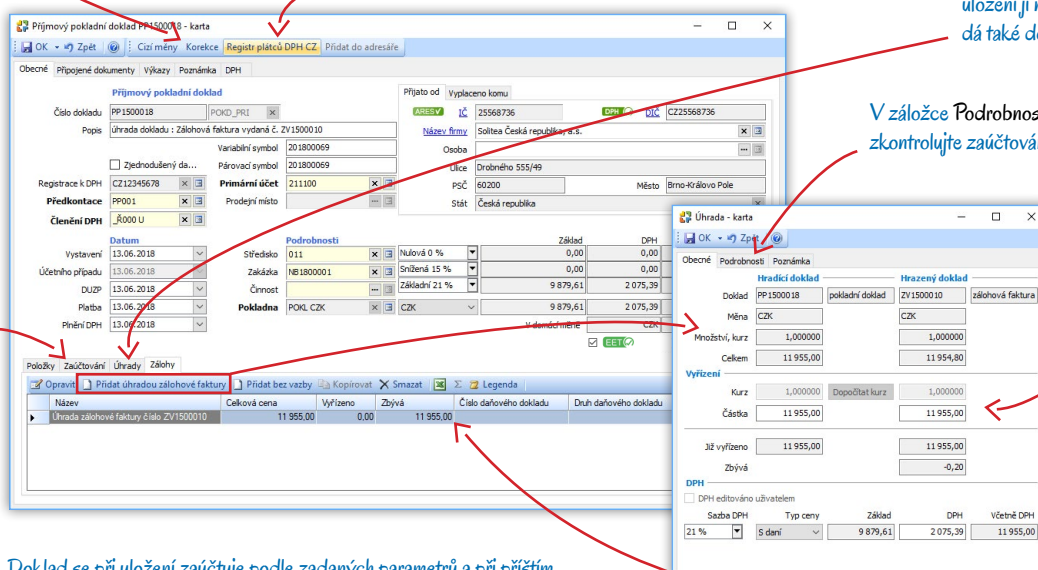 uložení ji
dá také
V záložce Podrobnos
zkontrolujte zaúčtov
Příjmový pokladní doklad PP1500018 - karta
OK Zpět Cizí měny Korekce Registr plátců DPH CZ Přidat do adresáře
Obecné Připojené dokumenty Výkazy Poznámka DPH
Příjmový pokladní doklad
Číslo dokladu PP1500018 POKD_PRI
Popis úhrada dokladu : Zálohová faktura vydaná č. ZV1500010
Variabilní symbol 201800069
Zjednodušený da... Párovací symbol 201800069
Registrace k DPH CZ12345678 Primární účet 211100
Předkontace PP001 Prodejní místo
Členění DPH _Ř000 U
Přijato od Vyplaceno komu
ARES IČ 25568736 DPH DIČ CZ25568736
Název firmy Solitea Česká republika, a.s.
Osoba
Ulice Drobného 555/49
PSČ 60200 Město Brno-Královo Pole
Stát Česká republika
Datum Podrobnosti Základ DPH
Vystavení 13.06.2018 Středisko 011 Nulová 0 % 0,00 0,00
Účetního případu 13.06.2018 Zakázka NB1800001 Snížená 15 % 0,00 0,00
DUZP 13.06.2018 Činnost Základní 21 % 9 879,61 2 075,39
Platba 13.06.2018 Pokladna POKL CZK CZK 9 879,61 2 075,39
Plnění DPH 13.06.2018 V domácí měně CZK
EET
Položky Zaúčtování Úhrady Zálohy
Opravit Přidat úhradou zálohové faktury Přidat bez vazby Kopírovat Smazat Σ Legenda
Název Celková cena Vyřízeno Zbývá Číslo daňového dokladu Druh daňového dokladu
Úhrada zálohové faktury číslo ZV1500010 11 955,00 0,00 11 955,00
Úhrada - karta
OK Zpět
Obecné Podrobnosti Poznámka
Hradící doklad Hrazený doklad
Doklad PP1500018 pokladní doklad ZV1500010 zálohová faktura
Měna CZK CZK
Množství, kurz 1,000000 1,000000
Celkem 11 955,00 11 954,80
Vyřízení
Kurz 1,000000 Dopočítat kurz 1,000000
Částka 11 955,00 11 955,00
Již vyřízeno 11 955,00 11 955,00
Zbývá -0,20
DPH
DPH editováno uživatelem
Sazba DPH Typ ceny Základ DPH Včetně DPH
21 % S daní 9 879,61 2 075,39 11 955,00
Doklad se při uložení zaúčtuje podle zadaných parametrů a při příštím